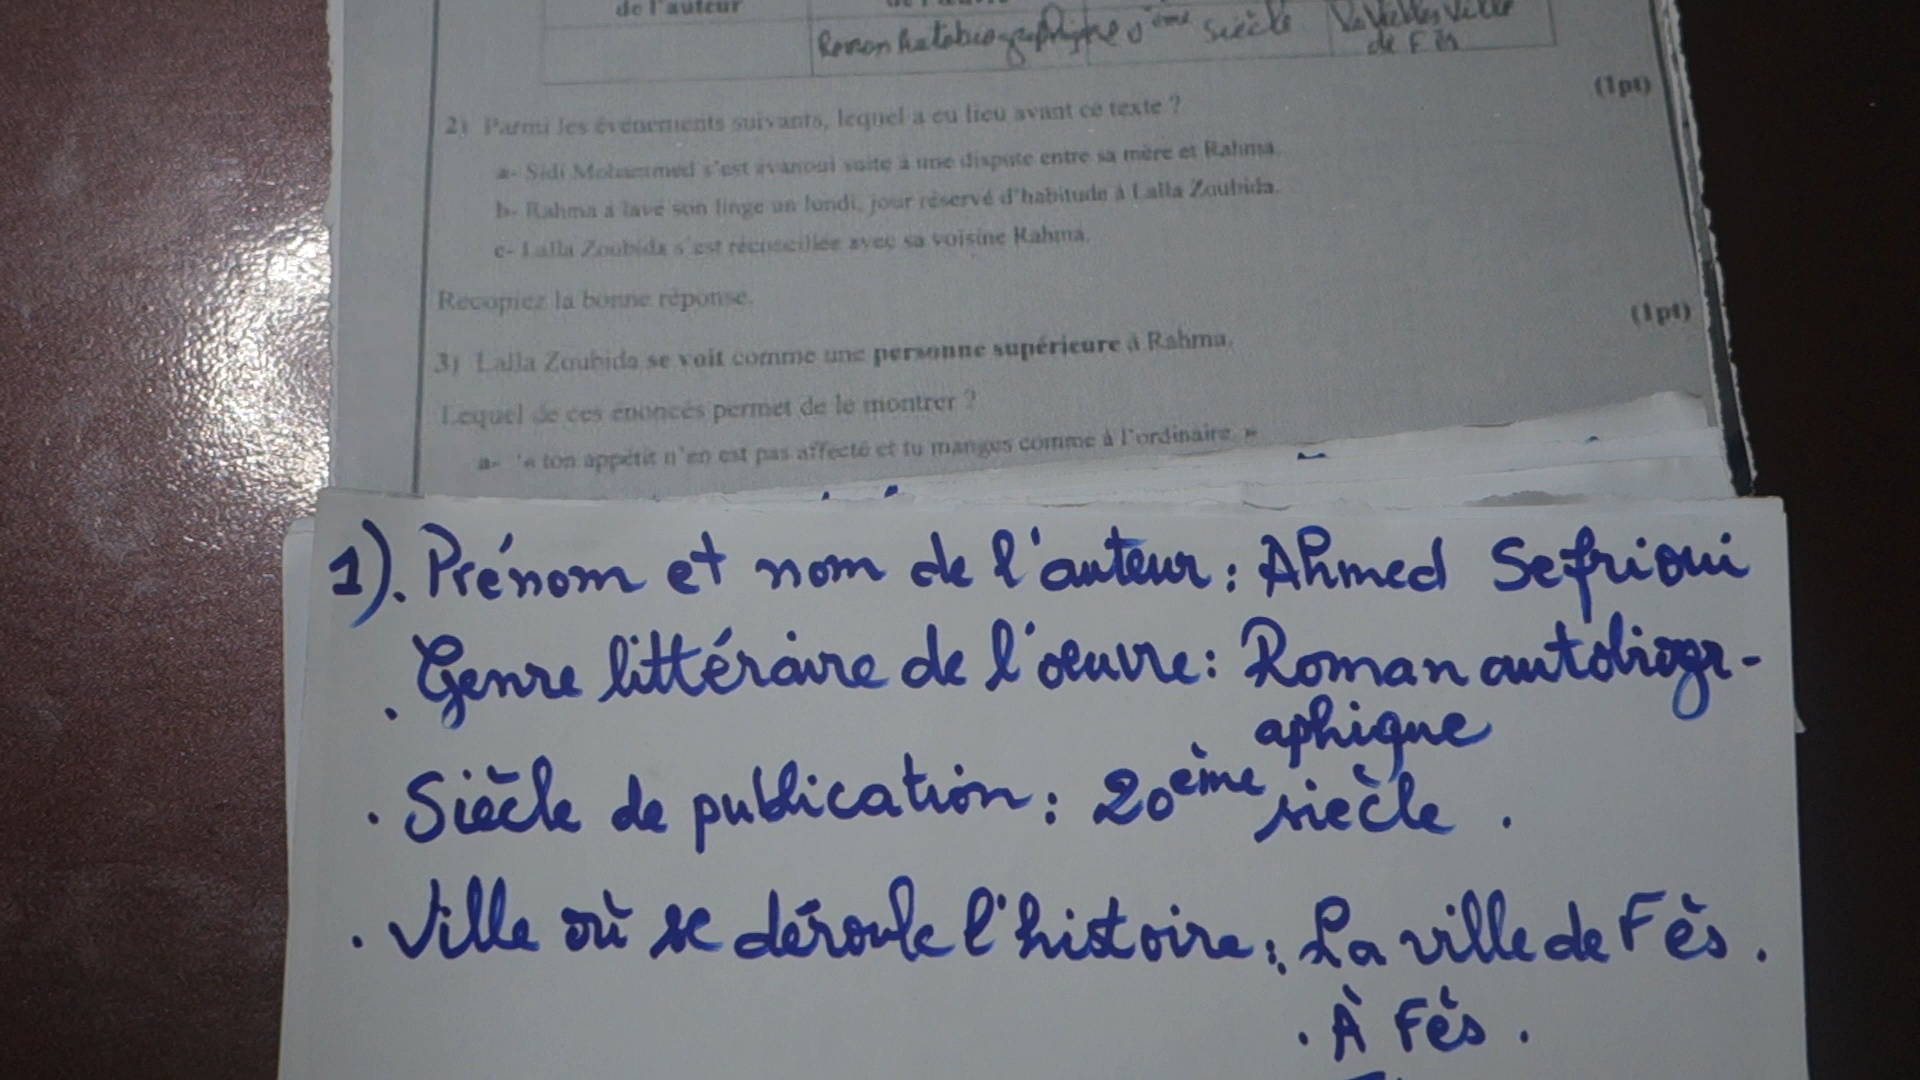 de l'auteur
Roman siècle La Vieille Ville
de Fès
2) Parmi les événements suivants, lequel a eu lieu avant ce texte ? (1pt)
a- Sidi Mohammed s'est évanoui suite à une dispute entre sa mère et Rahma.
b- Rahma a lavé son linge un lundi, jour réservé d'habitude à Lalla Zoubida.
c- Lalla Zoubida s'est réconciliée avec sa voisine Rahma.
Recopiez la bonne réponse.
3) Lalla Zoubida se voit comme une personne supérieure à Rahma. (1pt)
Lequel de ces énoncés permet de le montrer ?
a- « ton appétit n'en est pas affecté et tu manges comme à l'ordinaire. »
1). Prénom et nom de l'auteur : Ahmed Sefrioui
. Genre littéraire de l'oeuvre : Roman autobiogr-
aphique
. Siècle de publication : 20ème siècle .
. Ville où se déroule l'histoire : La ville de Fès .
. À Fès .